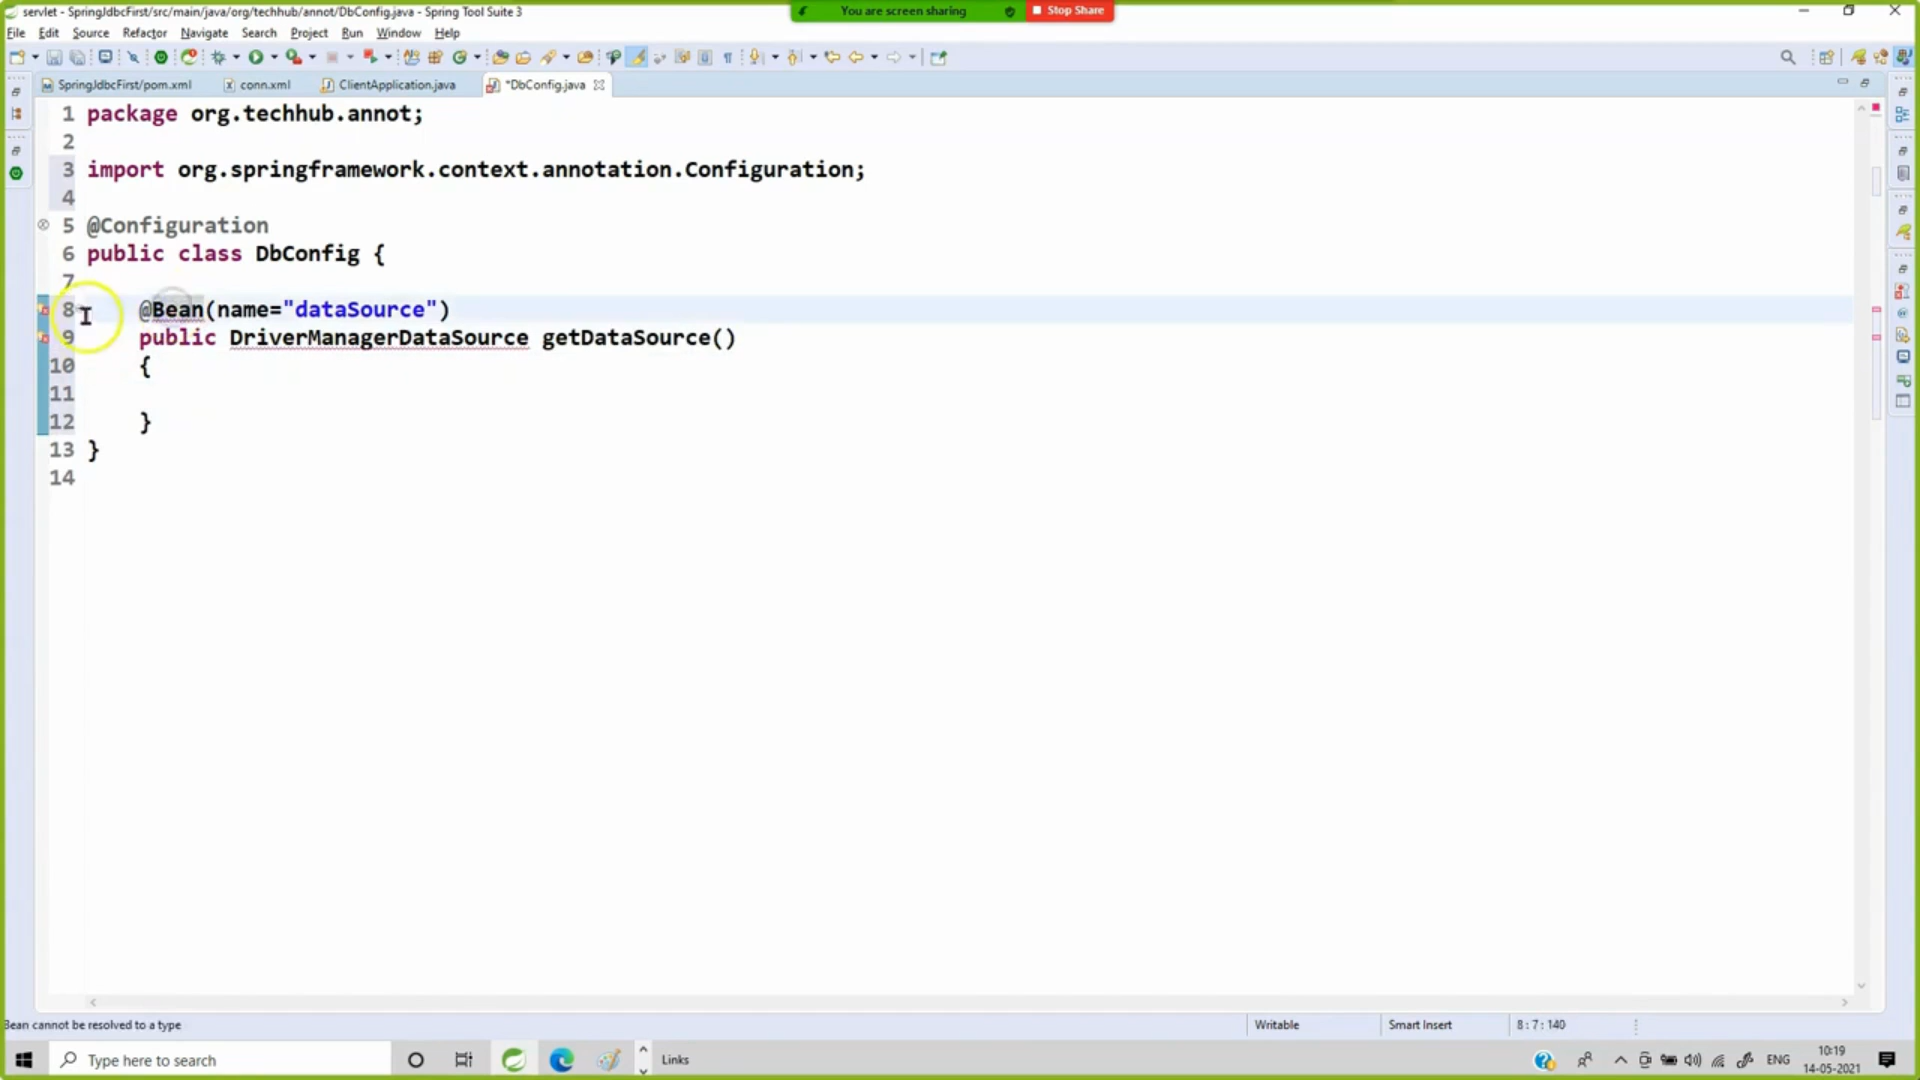 servlet - SpringJdbcFirst/src/main/java/org/techhub/annot/DbConfig.java - Spring Tool Suite 3
You are screen sharing
Stop Share
File Edit Source Refactor Navigate Search Project Run Window Help
SpringJdbcFirst/pom.xml
conn.xml
ClientApplication.java
*DbConfig.java
1 package org.techhub.annot;
2
3 import org.springframework.context.annotation.Configuration;
4
5 @Configuration
6 public class DbConfig {
7
8 @Bean(name="dataSource")
9 public DriverManagerDataSource getDataSource()
10 {
11
12 }
13 }
14
Bean cannot be resolved to a type
Writable
Smart Insert
8 : 7 : 140
Type here to search
Links
ENG
10:19
14-05-2021